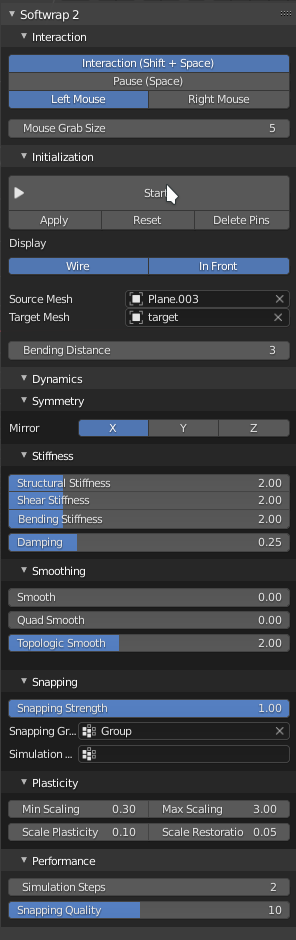 Softwrap 2
Interaction
Interaction (Shift + Space)
Pause (Space)
Left Mouse Right Mouse
Mouse Grab Size 5
Initialization
Start
Apply Reset Delete Pins
Display
Wire In Front
Source Mesh Plane.003
Target Mesh target
Bending Distance 3
Dynamics
Symmetry
Mirror X Y Z
Stiffness
Structural Stiffness 2.00
Shear Stiffness 2.00
Bending Stiffness 2.00
Damping 0.25
Smoothing
Smooth 0.00
Quad Smooth 0.00
Topologic Smooth 2.00
Snapping
Snapping Strength 1.00
Snapping Gr... Group
Simulation ...
Plasticity
Min Scaling 0.30 Max Scaling 3.00
Scale Plasticity 0.10 Scale Restoratio 0.05
Performance
Simulation Steps 2
Snapping Quality 10